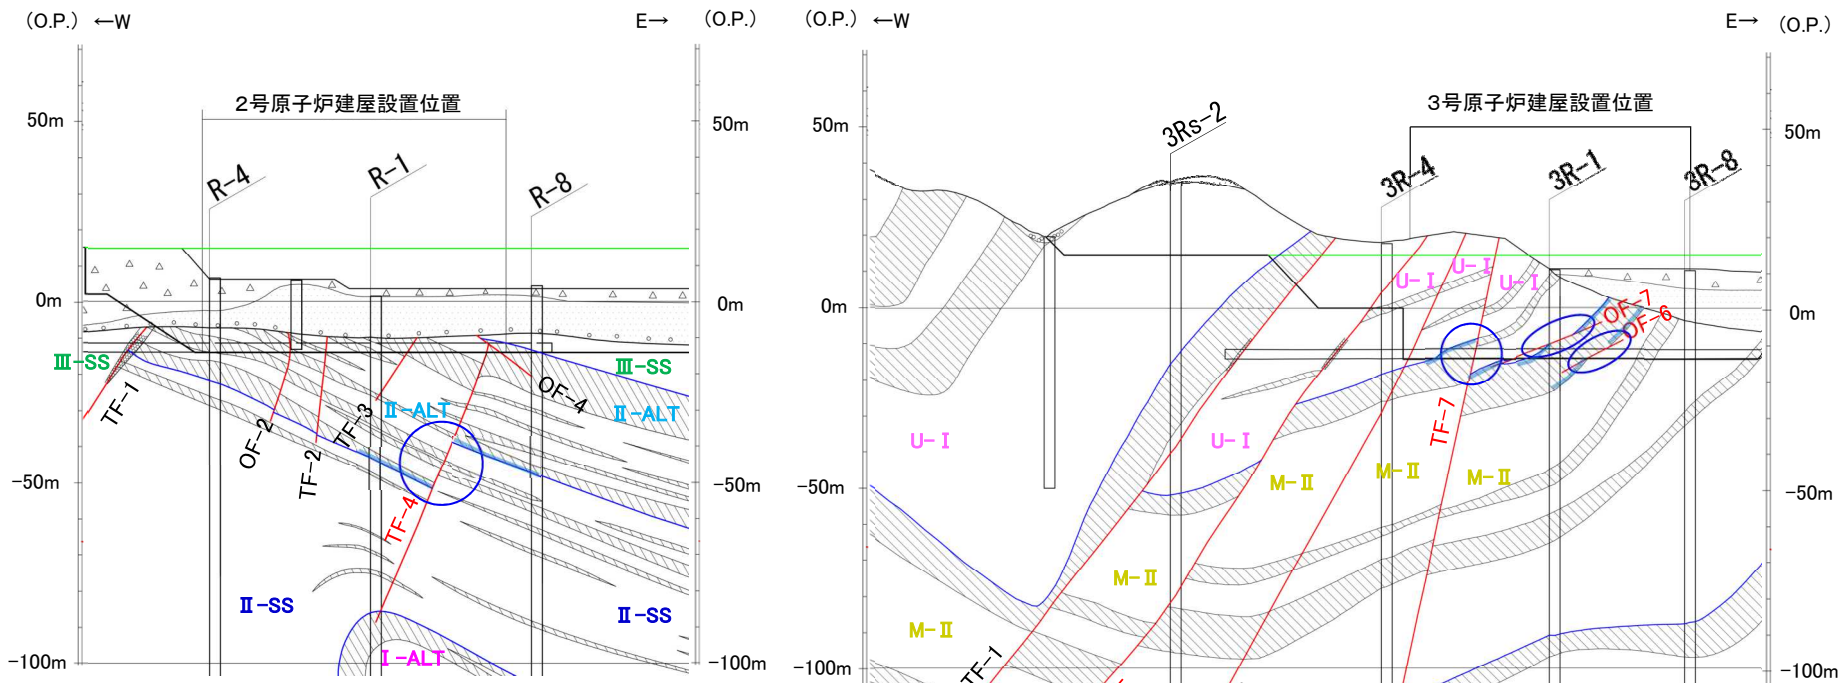 (O.P.) ←W
E→ (O.P.)
2号原子炉建屋設置位置
50m
50m
R-4
R-1
R-8
0m
0m
Ⅲ-SS
Ⅲ-SS
TF-1
OF-2
TF-2
TF-3
Ⅱ-ALT
OF-4
Ⅱ-ALT
-50m
-50m
TF-4
Ⅱ-SS
Ⅱ-SS
Ⅰ-ALT
-100m
-100m
(O.P.) ←W
E→ (O.P.)
3号原子炉建屋設置位置
50m
50m
3Rs-2
3R-4
3R-1
3R-8
U-Ⅰ
U-Ⅰ
U-Ⅰ
0m
0m
OF-7
OF-6
U-Ⅰ
U-Ⅰ
TF-7
M-Ⅱ
M-Ⅱ
M-Ⅱ
-50m
-50m
M-Ⅱ
M-Ⅱ
TF-1
-100m
-100m